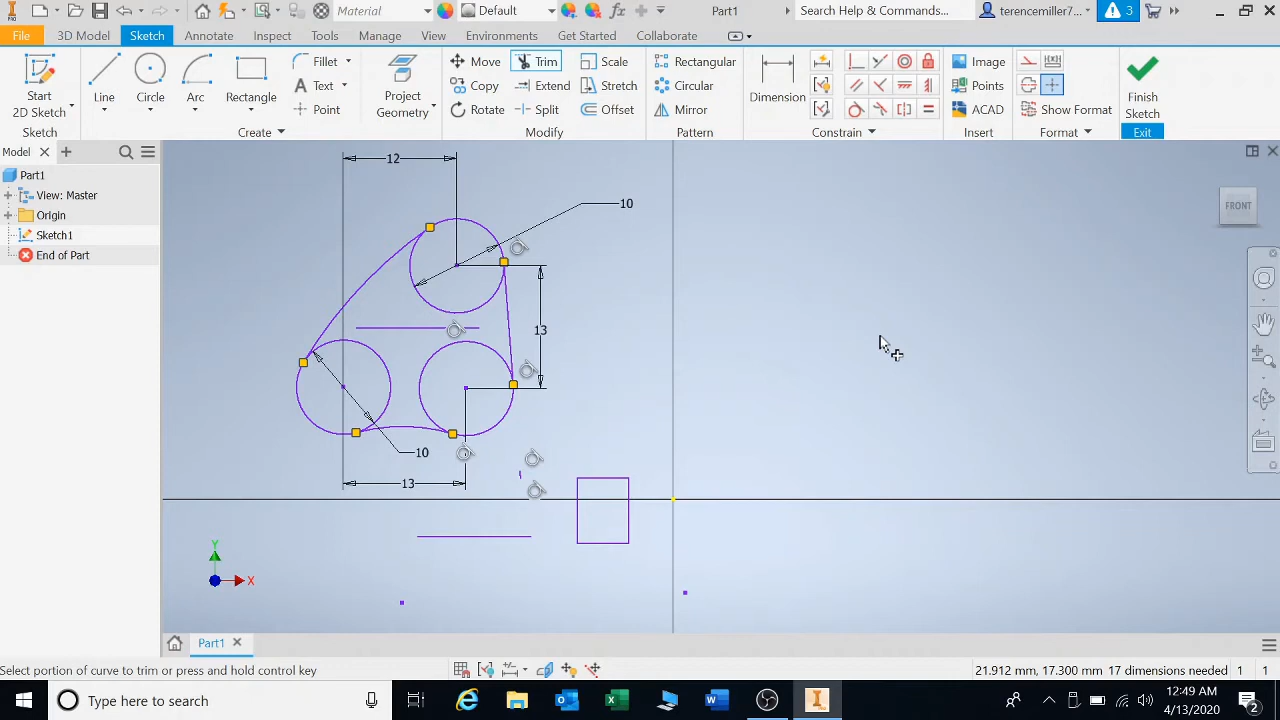 Material
Default
Part1
Search Help & Commands...
terencemiller7...
3
File
3D Model
Sketch
Annotate
Inspect
Tools
Manage
View
Environments
Get Started
Collaborate
Start
2D Sketch
Sketch
Line
Circle
Arc
Rectangle
Fillet
Text
Point
Create
Project
Geometry
Move
Copy
Rotate
Trim
Extend
Split
Scale
Stretch
Offset
Modify
Rectangular
Circular
Mirror
Pattern
Dimension
Constrain
Image
Points
ACAD
Insert
Show Format
Format
Finish
Sketch
Exit
Model
Part1
View: Master
Origin
Sketch1
End of Part
12
10
13
10
13
FRONT
Y
X
Part1
Select portion of curve to trim or press and hold control key
21.912 mm, 17.300 mm 17 dimensions needed 1 1
Type here to search
12:49 AM
4/13/2020
2